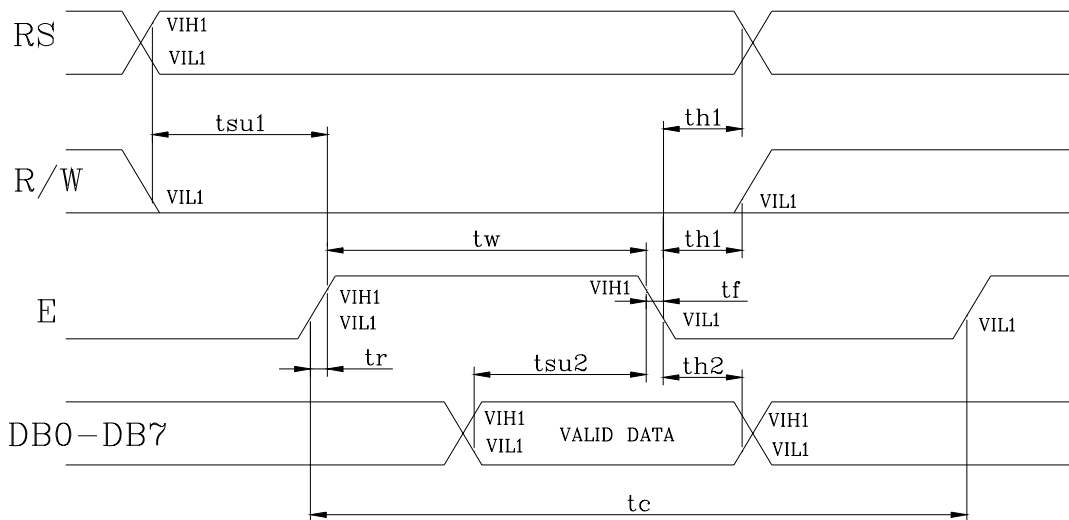 RS
VIH1
VIL1
tsu1
th1
R/W
VIL1
VIL1
tw
th1
E
VIH1
VIL1
VIH1
tf
VIL1
VIL1
tr
tsu2
th2
DB0-DB7
VIH1
VIL1
VALID DATA
VIH1
VIL1
tc